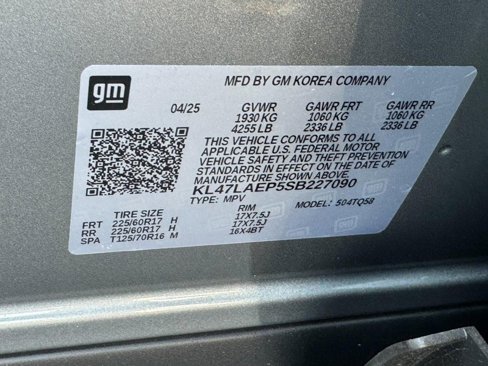 gm
MFD BY GM KOREA COMPANY
04/25 GVWR GAWR FRT GAWR RR
1930 KG 1060 KG 1060 KG
4255 LB 2336 LB 2336 LB
THIS VEHICLE CONFORMS TO ALL
APPLICABLE U.S. FEDERAL MOTOR
VEHICLE SAFETY AND THEFT PREVENTION
STANDARDS IN EFFECT ON THE DATE OF
MANUFACTURE SHOWN ABOVE.
KL47LAEP5SB227090
TYPE: MPV MODEL: 504TQ58
TIRE SIZE RIM
FRT 225/60R17 H 17X7.5J
RR 225/60R17 H 17X7.5J
SPA T125/70R16 M 16X4BT